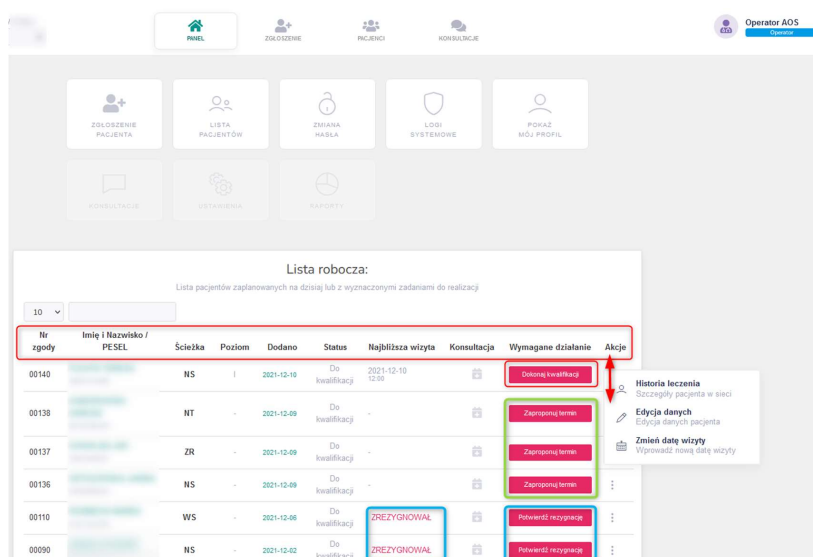 PANEL
ZGŁOSZENIE
PACJENCI
KONSULTACJE
Operator AOS
Operator
ZGŁOSZENIE
PACJENTA
LISTA
PACJENTÓW
ZMIANA
HASŁA
LOGI
SYSTEMOWE
POKAŻ
MÓJ PROFIL
KONSULTACJE
USTAWIENIA
RAPORTY
Lista robocza:
Lista pacjentów zaplanowanych na dzisiaj lub z wyznaczonymi zadaniami do realizacji
10
Nr zgody Imię i Nazwisko / PESEL Ścieżka Poziom Dodano Status Najbliższa wizyta Konsultacja Wymagane działanie Akcje
00140 NS I 2021-12-10 Do kwalifikacji 2021-12-10 12:00 Dokonaj kwalifikacji
Historia leczenia
Szczegóły pacjenta w sieci
Edycja danych
Edycja danych pacjenta
Zmień datę wizyty
Wprowadź nową datę wizyty
00138 NT - 2021-12-09 Do kwalifikacji - Zaproponuj termin
00137 ZR - 2021-12-09 Do kwalifikacji - Zaproponuj termin
00136 NS - 2021-12-09 Do kwalifikacji - Zaproponuj termin
00110 WS - 2021-12-06 Do kwalifikacji ZREZYGNOWAŁ Potwierdź rezygnację
00090 NS - 2021-12-02 Do kwalifikacji ZREZYGNOWAŁ Potwierdź rezygnację